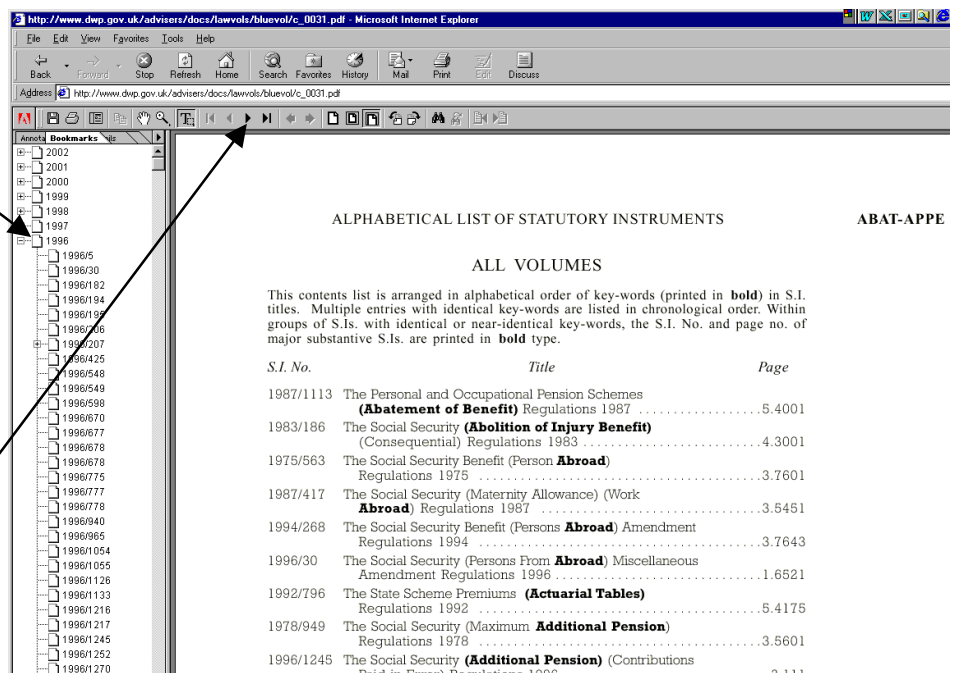 http://www.dwp.gov.uk/advisers/docs/lawvols/bluevol/c_0031.pdf - Microsoft Internet Explorer
File Edit View Favorites Tools Help
Back Forward Stop Refresh Home Search Favorites History Mail Print Edit Discuss
Address http://www.dwp.gov.uk/advisers/docs/lawvols/bluevol/c_0031.pdf
Annota Bookmarks ils
2002
2001
2000
1999
1998
1997
1996
1996/5
1996/30
1996/182
1996/194
1996/195
1996/206
1996/207
1996/425
1996/548
1996/549
1996/598
1996/670
1996/677
1996/678
1996/678
1996/775
1996/777
1996/778
1996/940
1996/965
1996/1054
1996/1055
1996/1126
1996/1133
1996/1216
1996/1217
1996/1245
1996/1252
1996/1270
ALPHABETICAL LIST OF STATUTORY INSTRUMENTS ABAT-APPE
ALL VOLUMES
This contents list is arranged in alphabetical order of key-words (printed in bold) in S.I.
titles. Multiple entries with identical key-words are listed in chronological order. Within
groups of S.Is. with identical or near-identical key-words, the S.I. No. and page no. of
major substantive S.Is. are printed in bold type.
S.I. No. Title Page
1987/1113 The Personal and Occupational Pension Schemes
(Abatement of Benefit) Regulations 1987 ..................5.4001
1983/186 The Social Security (Abolition of Injury Benefit)
(Consequential) Regulations 1983 ..........................4.3001
1975/563 The Social Security Benefit (Person Abroad)
Regulations 1975 .........................................3.7601
1987/417 The Social Security (Maternity Allowance) (Work
Abroad) Regulations 1987 ..................................3.5451
1994/268 The Social Security Benefit (Persons Abroad) Amendment
Regulations 1994 .........................................3.7643
1996/30 The Social Security (Persons From Abroad) Miscellaneous
Amendment Regulations 1996 ..............................1.6521
1992/796 The State Scheme Premiums (Actuarial Tables)
Regulations 1992 .........................................5.4175
1978/949 The Social Security (Maximum Additional Pension)
Regulations 1978 .........................................3.5601
1996/1245 The Social Security (Additional Pension) (Contributions
Paid in Error) Regulations 1996